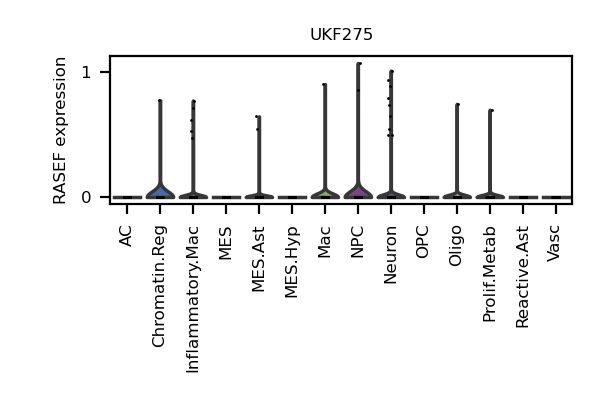 UKF275
RASEF expression
1
0
AC
Chromatin.Reg
Inflammatory.Mac
MES
MES.Ast
MES.Hyp
Mac
NPC
Neuron
OPC
Oligo
Prolif.Metab
Reactive.Ast
Vasc